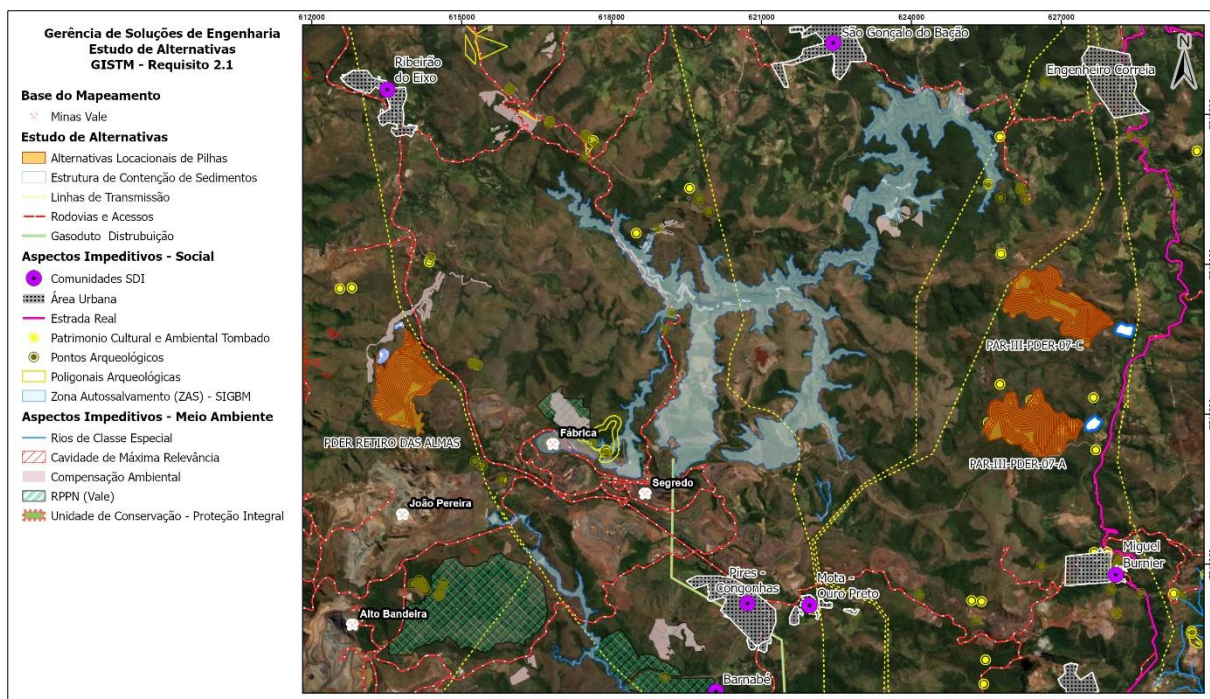 Gerência de Soluções de Engenharia
Estudo de Alternativas
GISTM - Requisito 2.1
Base do Mapeamento
Minas Vale
Estudo de Alternativas
Alternativas Locacionais de Pilhas
Estrutura de Contenção de Sedimentos
Linhas de Transmissão
Rodovias e Acessos
Gasoduto Distrubuição
Aspectos Impeditivos - Social
Comunidades SDI
Área Urbana
Estrada Real
Patrimonio Cultural e Ambiental Tombado
Pontos Arqueológicos
Poligonais Arqueológicas
Zona Autossalvamento (ZAS) - SIGBM
Aspectos Impeditivos - Meio Ambiente
Rios de Classe Especial
Cavidade de Máxima Relevância
Compensação Ambiental
RPPN (Vale)
Unidade de Conservação - Proteção Integral
612000
615000
618000
621000
624000
627000
N
São Gonçalo do Bação
Ribeirão
do Eixo
Engenheiro Correia
PAR-III-PDER-07-C
PDER RETIRO DAS ALMAS
Fábrica
PAR-III-PDER-07-A
Segredo
João Pereira
Miguel
Burnier
Pires -
Congonhas
Mota -
Ouro Preto
Alto Bandeira
Barnabé